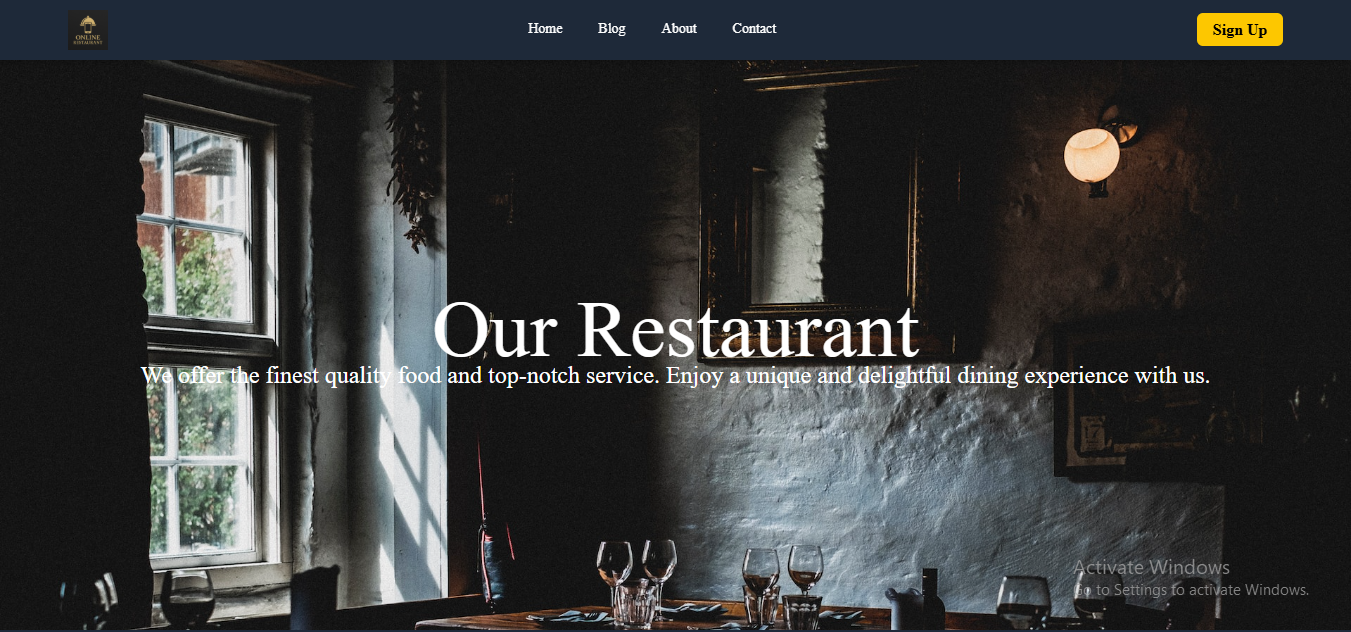 ONLINE
RESTAURANT
Home Blog About Contact
Sign Up
Our Restaurant
We offer the finest quality food and top-notch service. Enjoy a unique and delightful dining experience with us.
Activate Windows
Go to Settings to activate Windows.